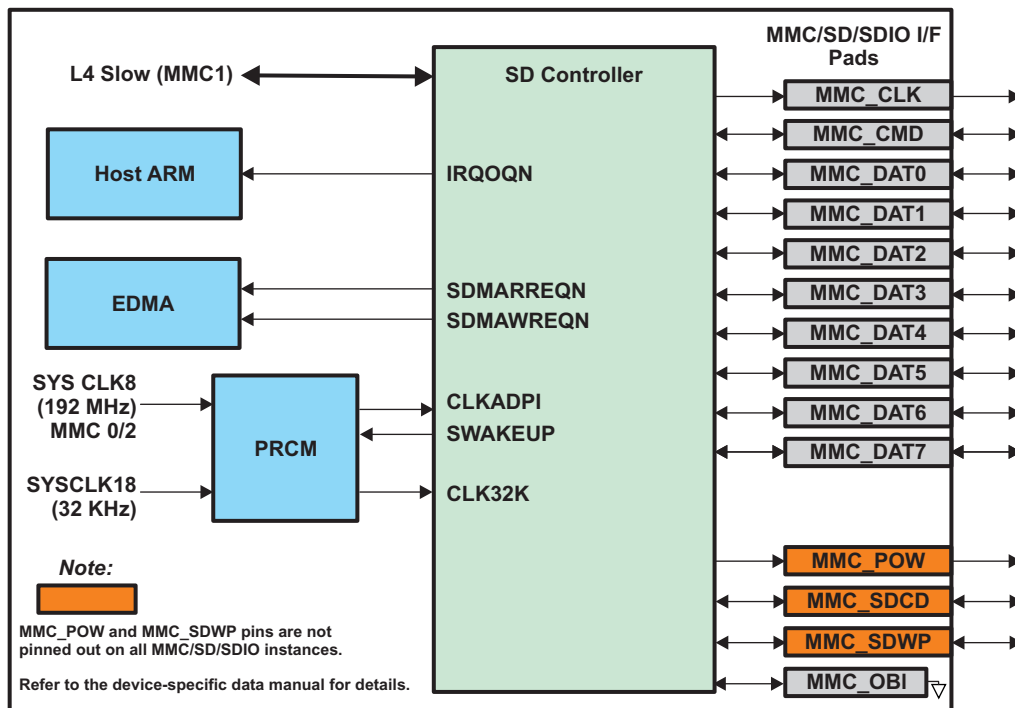 MMC/SD/SDIO I/F
Pads
L4 Slow (MMC1)
SD Controller
MMC_CLK
MMC_CMD
Host ARM
IRQOQN
MMC_DAT0
MMC_DAT1
MMC_DAT2
EDMA
SDMARREQN
SDMAWREQN
MMC_DAT3
MMC_DAT4
SYS CLK8
(192 MHz)
MMC 0/2
PRCM
CLKADPI
SWAKEUP
MMC_DAT5
MMC_DAT6
MMC_DAT7
SYSCLK18
(32 KHz)
CLK32K
Note:
MMC_POW and MMC_SDWP pins are not
pinned out on all MMC/SD/SDIO instances.
Refer to the device-specific data manual for details.
MMC_POW
MMC_SDCD
MMC_SDWP
MMC_OBI